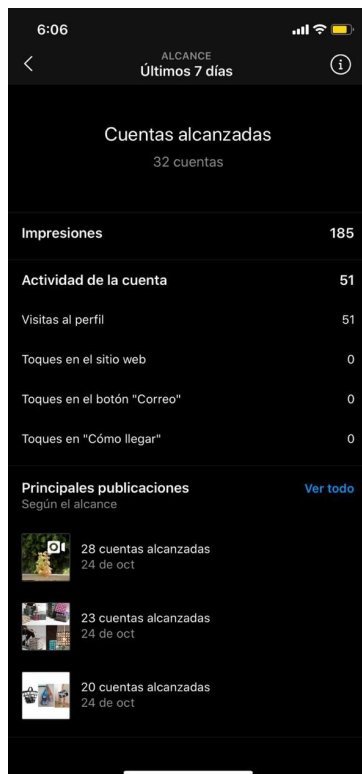 6:06
ALCANCE
Últimos 7 días
Cuentas alcanzadas
32 cuentas
Impresiones 185
Actividad de la cuenta 51
Visitas al perfil 51
Toques en el sitio web 0
Toques en el botón "Correo" 0
Toques en "Cómo llegar" 0
Principales publicaciones Ver todo
Según el alcance
28 cuentas alcanzadas
24 de oct
23 cuentas alcanzadas
24 de oct
20 cuentas alcanzadas
24 de oct